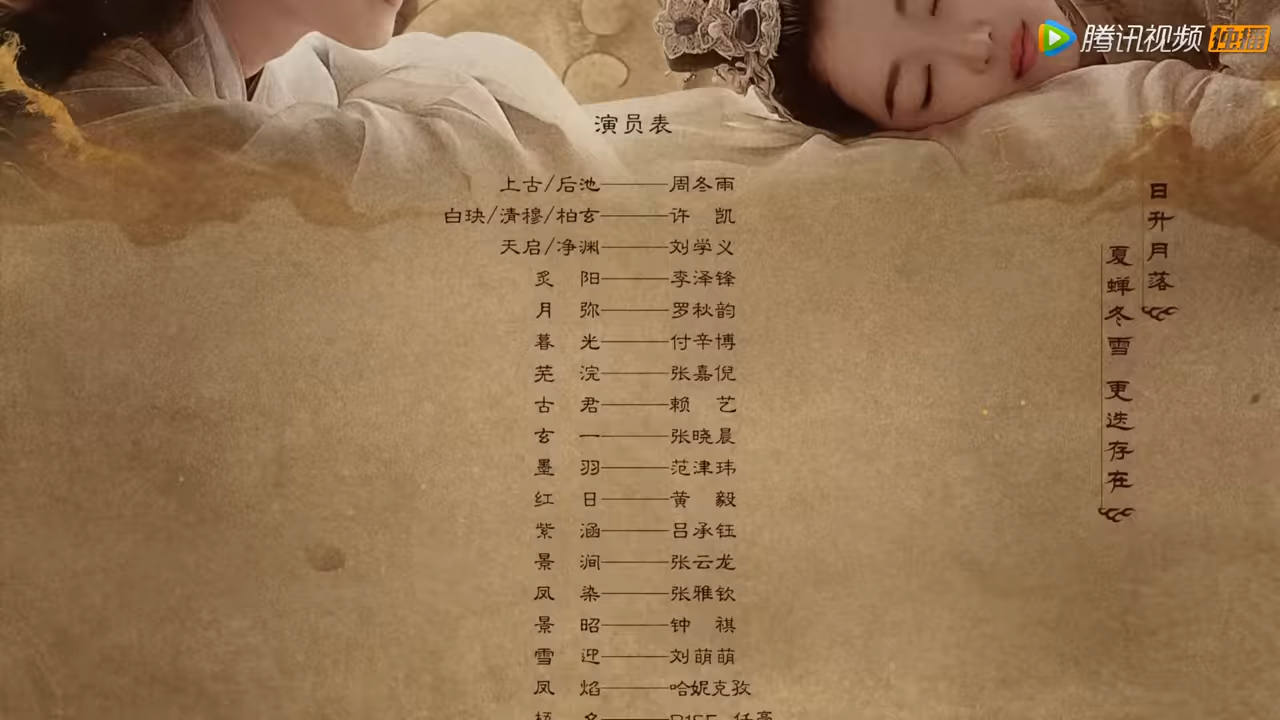 腾讯视频 独播
演员表
上古/后池——周冬雨
白玦/清穆/柏玄——许 凯
天启/净渊——刘学义
炙 阳——李泽锋
月 弥——罗秋韵
暮 光——付辛博
芜 浣——张嘉倪
古 君——赖 艺
玄 一——张晓晨
墨 羽——范津玮
红 日——黄 毅
紫 涵——吕承钰
景 涧——张云龙
凤 染——张雅钦
景 昭——钟 祺
雪 迎——刘萌萌
凤 焰——哈妮克孜
日升月落
夏蝉冬雪 更迭存在